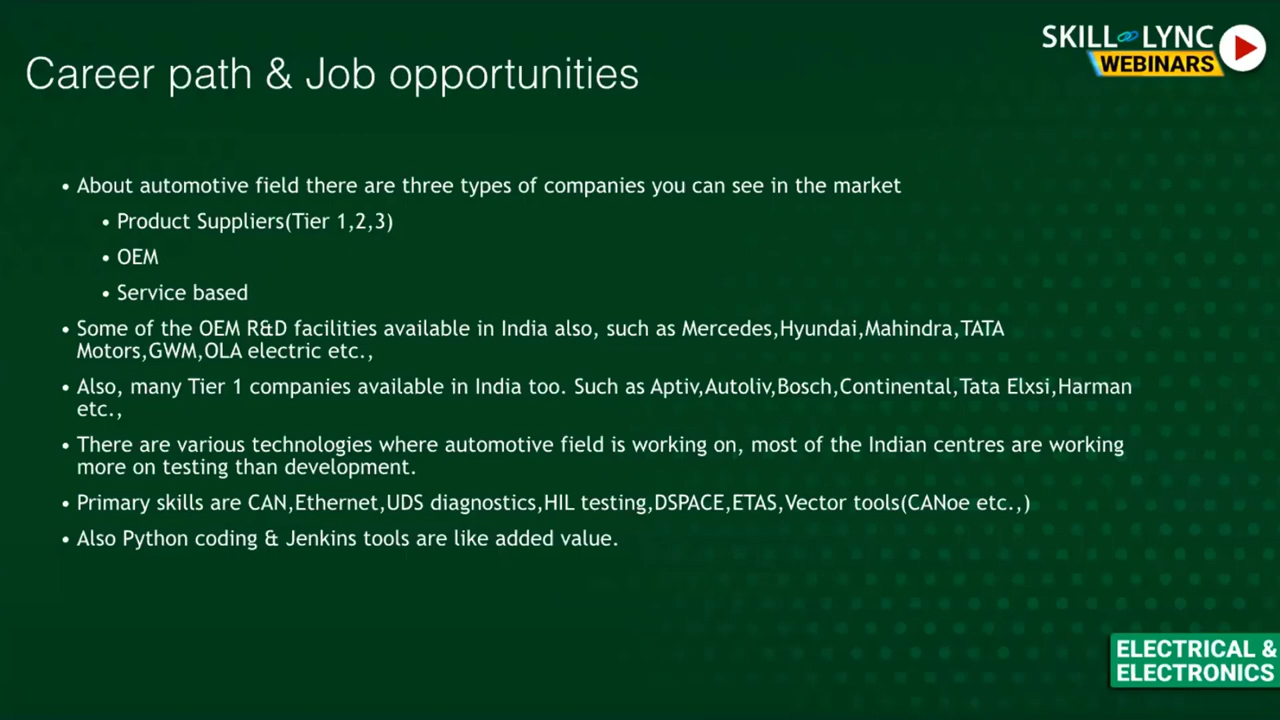 SKILL LYNC
WEBINARS
Career path & Job opportunities
• About automotive field there are three types of companies you can see in the market
• Product Suppliers(Tier 1,2,3)
• OEM
• Service based
• Some of the OEM R&D facilities available in India also, such as Mercedes,Hyundai,Mahindra,TATA
Motors,GWM,OLA electric etc.,
• Also, many Tier 1 companies available in India too. Such as Aptiv,Autoliv,Bosch,Continental,Tata Elxsi,Harman
etc.,
• There are various technologies where automotive field is working on, most of the Indian centres are working
more on testing than development.
• Primary skills are CAN,Ethernet,UDS diagnostics,HIL testing,DSPACE,ETAS,Vector tools(CANoe etc.,)
• Also Python coding & Jenkins tools are like added value.
ELECTRICAL &
ELECTRONICS